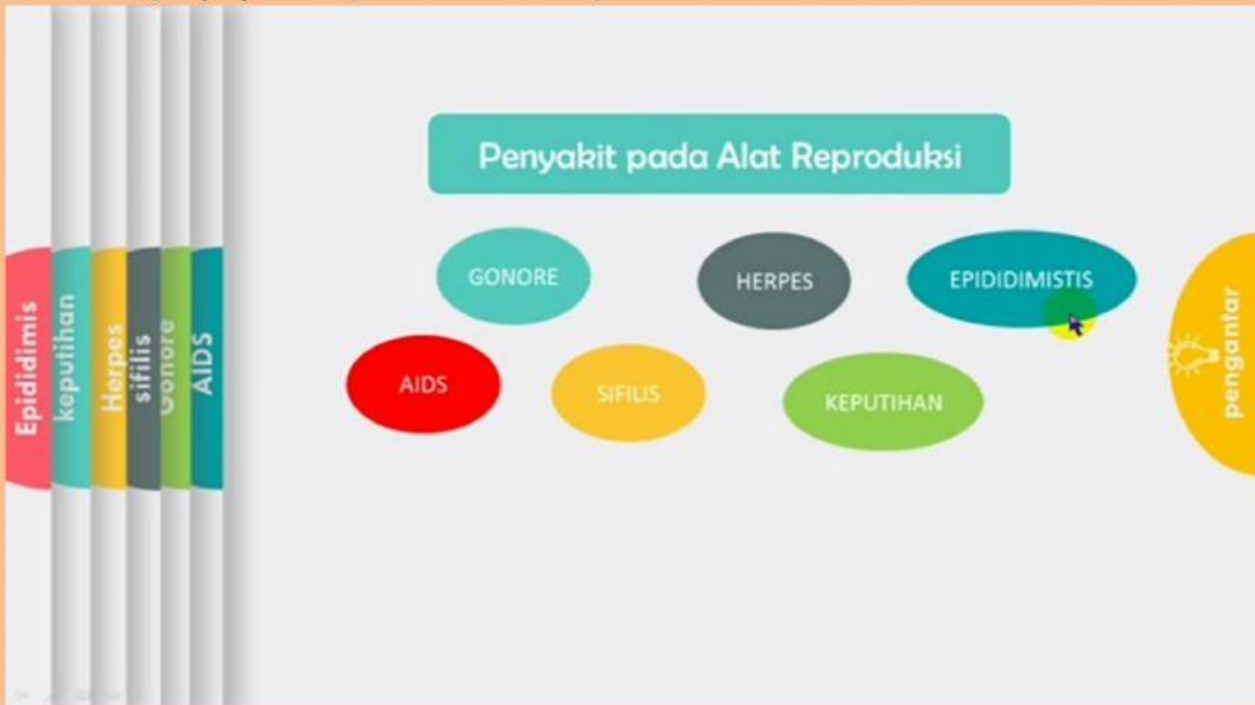 Penyakit pada Alat Reproduksi
GONORE
HERPES
EPIDIDIMISTIS
AIDS
SIFILIS
KEPUTIHAN
Epididimis
keputihan
Herpes
sifilis
Gonore
AIDS
pengantar